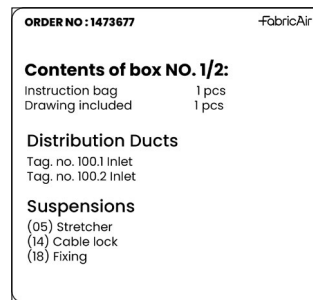 ORDER NO : 1473677 FabricAir
Contents of box NO. 1/2:
Instruction bag 1 pcs
Drawing included 1 pcs
Distribution Ducts
Tag. no. 100.1 Inlet
Tag. no. 100.2 Inlet
Suspensions
(05) Stretcher
(14) Cable lock
(18) Fixing